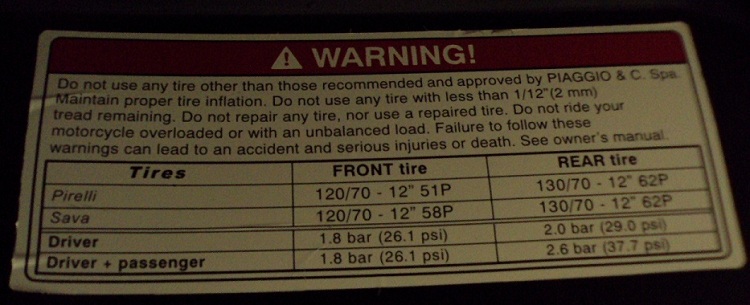 WARNING!
Do not use any tire other than those recommended and approved by PIAGGIO & C. Spa.
Maintain proper tire inflation. Do not use any tire with less than 1/12"(2 mm)
tread remaining. Do not repair any tire, nor use a repaired tire. Do not ride your
motorcycle overloaded or with an unbalanced load. Failure to follow these
warnings can lead to an accident and serious injuries or death. See owner's manual.
Tires FRONT tire REAR tire
Pirelli 120/70 - 12" 51P 130/70 - 12" 62P
Sava 120/70 - 12" 58P 130/70 - 12" 62P
Driver 1.8 bar (26.1 psi) 2.0 bar (29.0 psi)
Driver + passenger 1.8 bar (26.1 psi) 2.6 bar (37.7 psi)